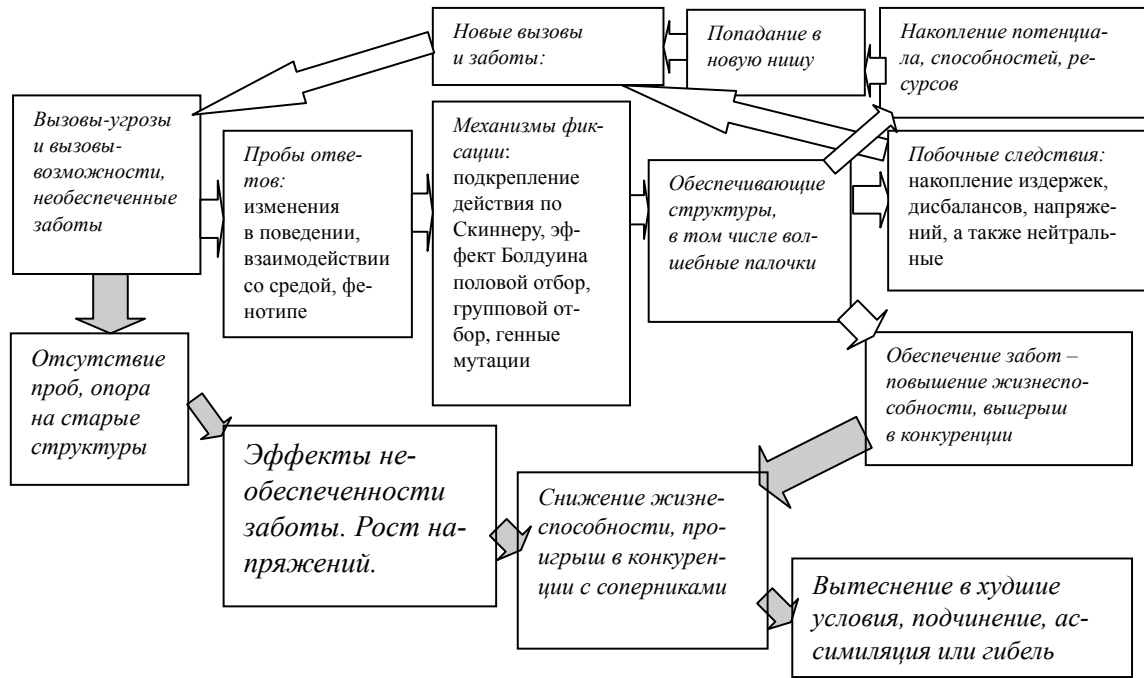 Новые вызовы
и заботы:
Попадание в
новую нишу
Накопление потенциа-
ла, способностей, ре-
сурсов
Вызовы-угрозы
и вызовы-
возможности,
необеспеченные
заботы
Пробы отве-
тов:
изменения
в поведении,
взаимодействии
со средой, фе-
нотипе
Механизмы фик-
сации:
подкрепление
действия по
Скиннеру, эф-
фект Болдуина
половой отбор,
групповой от-
бор, генные
мутации
Обеспечивающие
структуры,
в том числе вол-
шебные палочки
Побочные следствия:
накопление издержек,
дисбалансов, напряже-
ний, а также нейтраль-
ные
Отсутствие
проб, опора
на старые
структуры
Обеспечение забот –
повышение жизнеспо-
собности, выигрыш
в конкуренции
Эффекты не-
обеспеченности
заботы. Рост на-
пряжений.
Снижение жизне-
способности, про-
игрыш в конкурен-
ции с соперниками
Вытеснение в худшие
условия, подчинение, ас-
симиляция или гибель